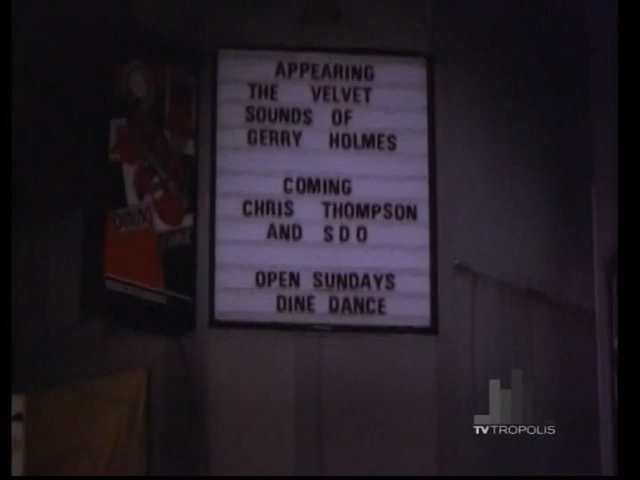 APPEARING
THE VELVET
SOUNDS OF
GERRY HOLMES
COMING
CHRIS THOMPSON
AND SDO
OPEN SUNDAYS
DINE DANCE
TVTROPOLIS